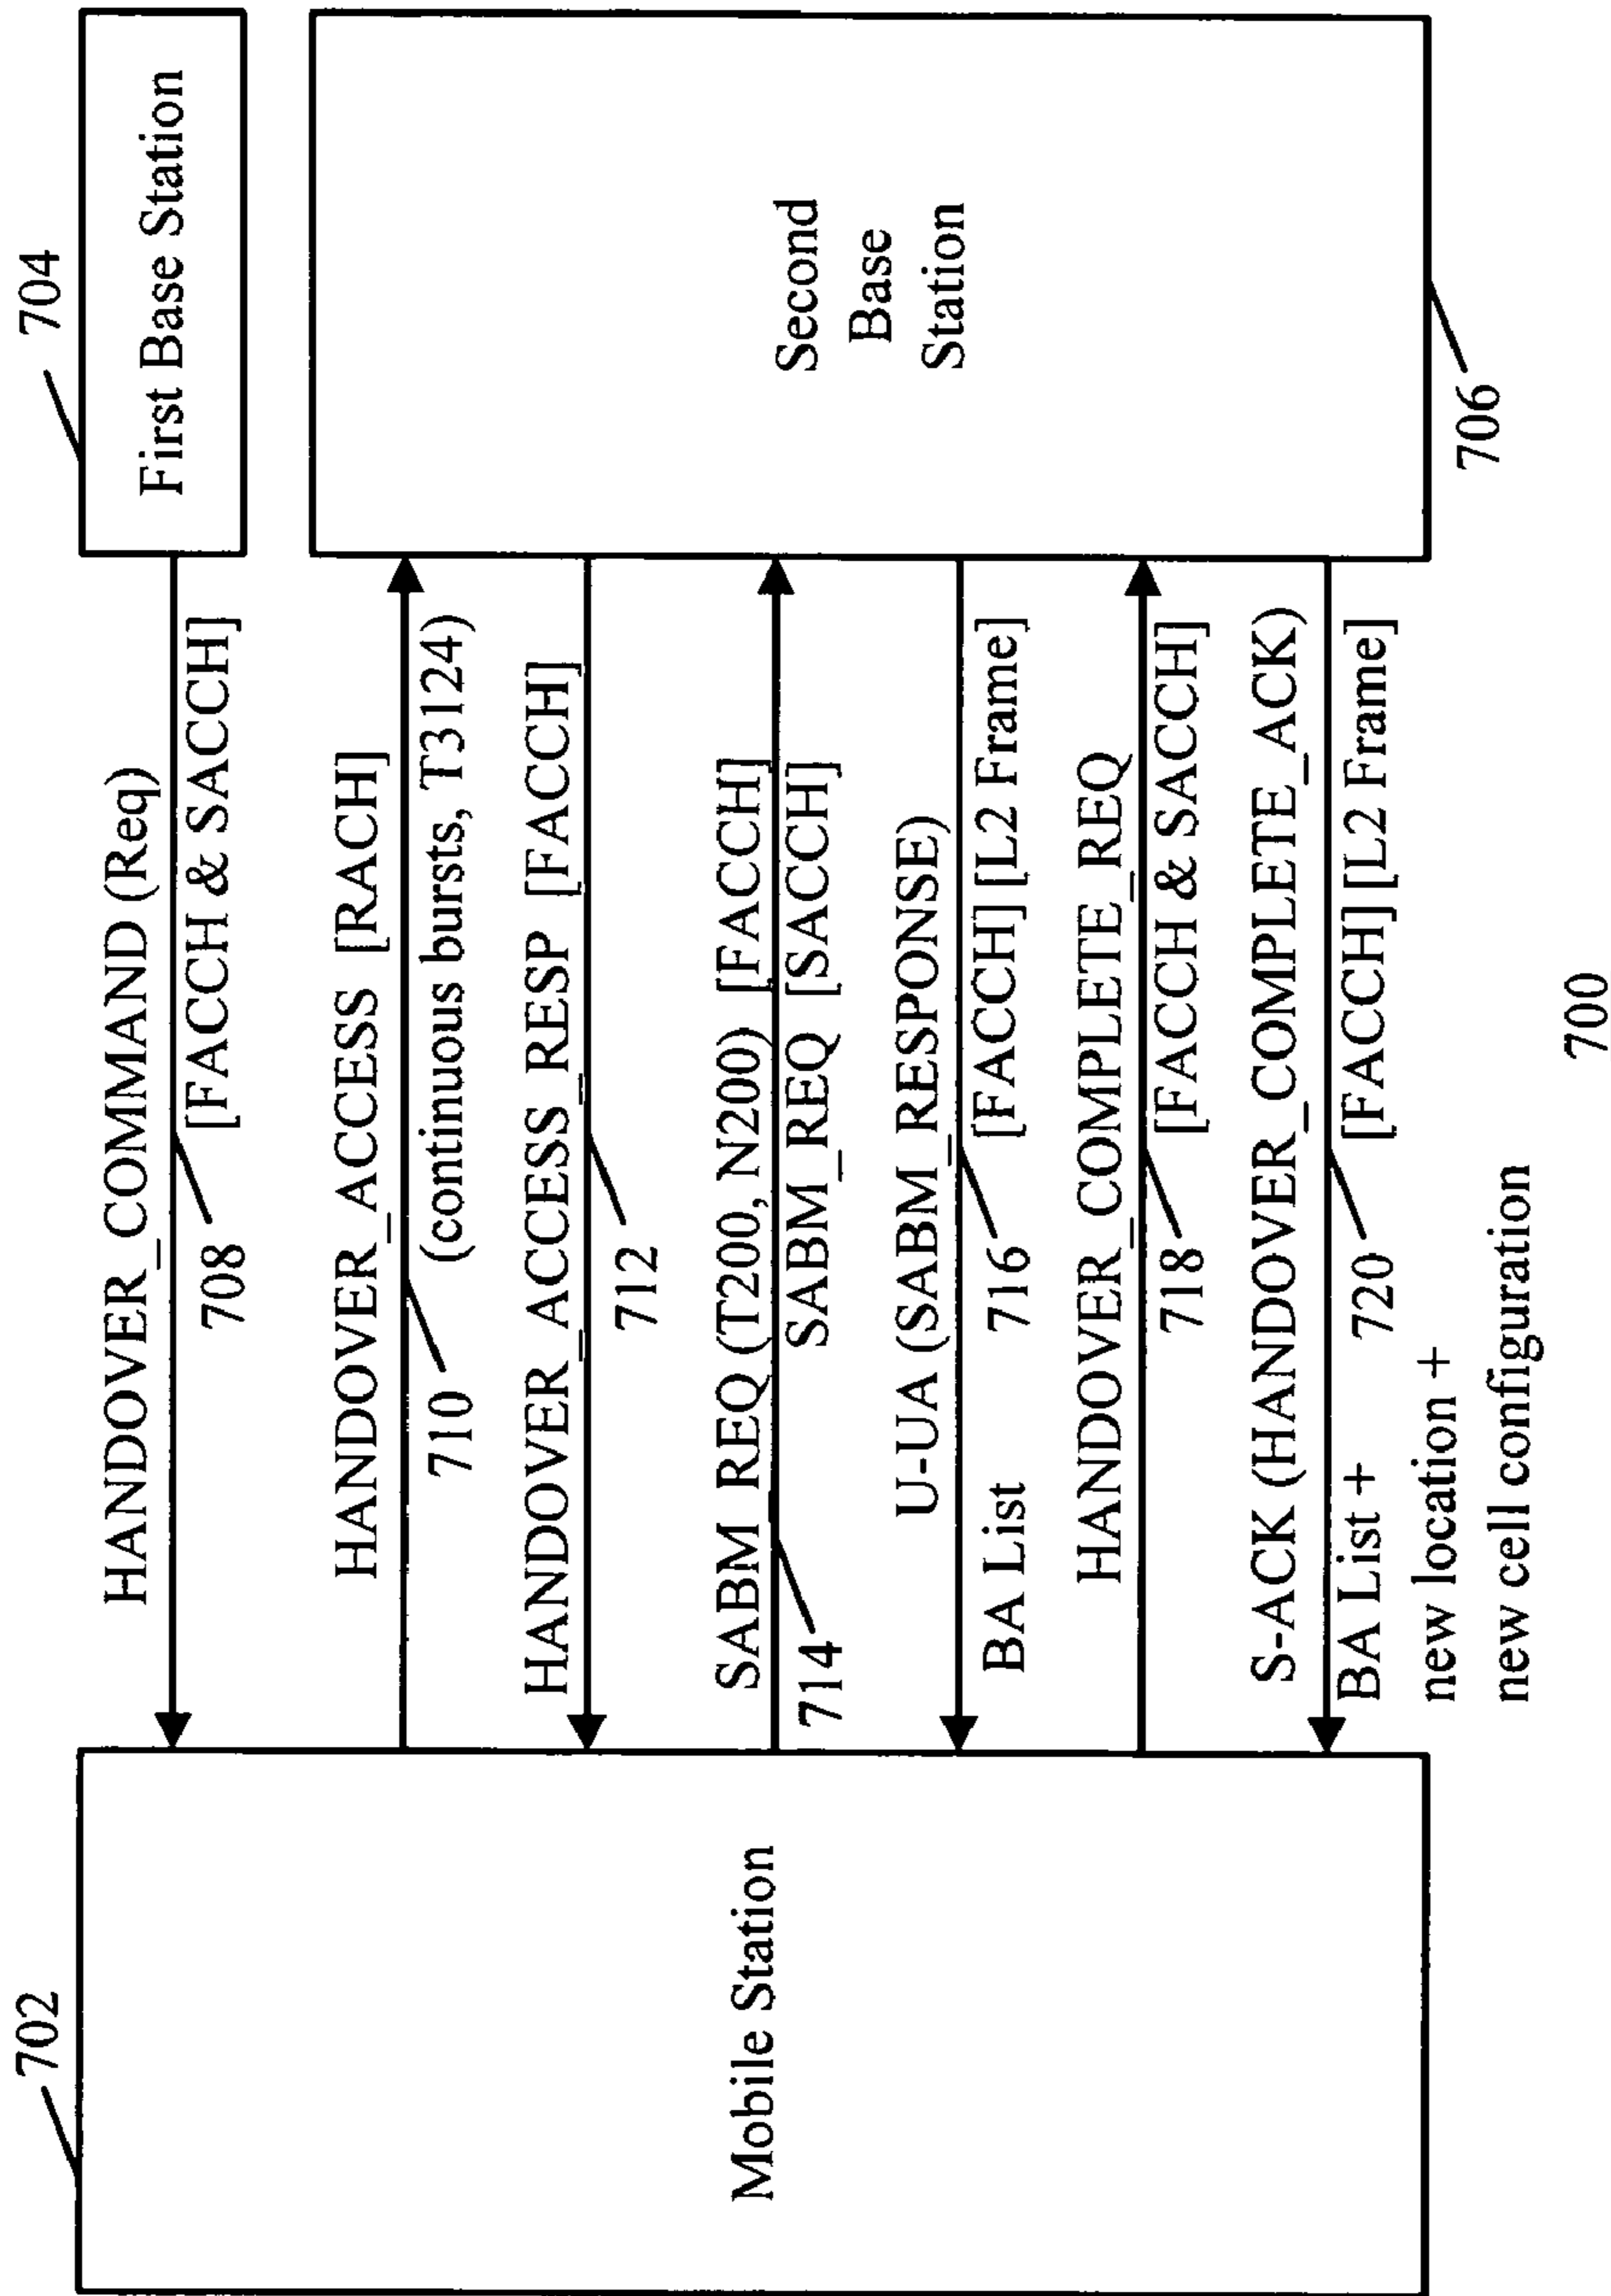 702
Mobile Station
704
First Base Station
Second
Base
Station
706
HANDOVER_COMMAND (Req)
[FACCH & SACCH]
708
HANDOVER_ACCESS [RACH]
(continuous bursts, T3124)
710
HANDOVER_ACCESS_RESP [FACCH]
712
SABM REQ (T200, N200) [FACCH]
SABM_REQ [SACCH]
714
U-UA (SABM_RESPONSE)
[FACCH] [L2 Frame]
716
BA List
HANDOVER_COMPLETE_REQ
[FACCH & SACCH]
718
S-ACK (HANDOVER_COMPLETE_ACK)
[FACCH] [L2 Frame]
720
BA List +
new location +
new cell configuration
700